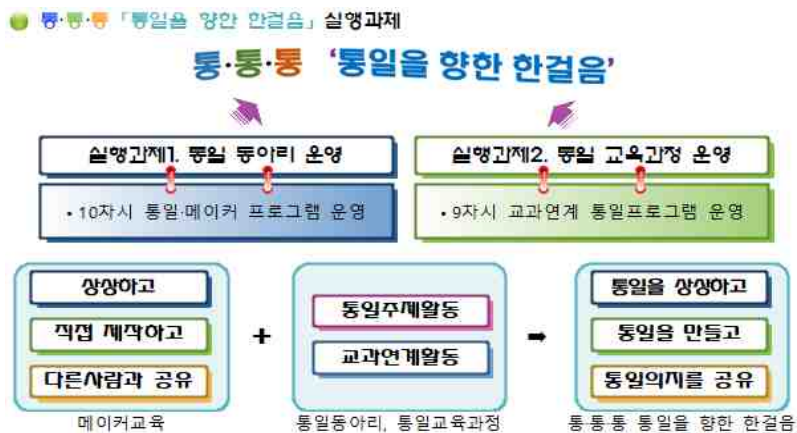 통·통·통 「통일을 향한 한걸음」 실행과제
통·통·통 ‘통일을 향한 한걸음’
실행과제1. 통일 동아리 운영
실행과제2. 통일 교육과정 운영
• 10차시 통일·메이커 프로그램 운영
• 9차시 교과연계 통일프로그램 운영
상상하고
직접 제작하고
다른사람과 공유
+
통일주제활동
교과연계활동
➡
통일을 상상하고
통일을 만들고
통일의지를 공유
메이커교육
통일동아리, 통일교육과정
통·통·통 통일을 향한 한걸음